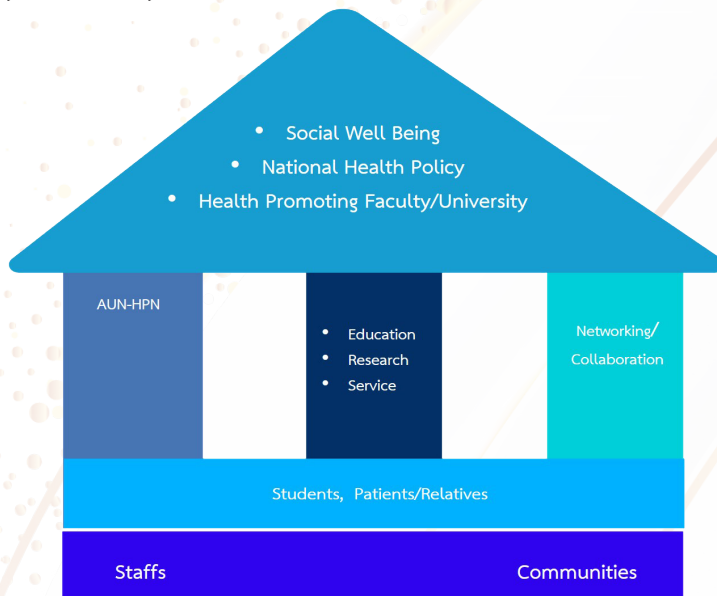 • Social Well Being
• National Health Policy
• Health Promoting Faculty/University
AUN-HPN
• Education
• Research
• Service
Networking/
Collaboration
Students, Patients/Relatives
Staffs
Communities